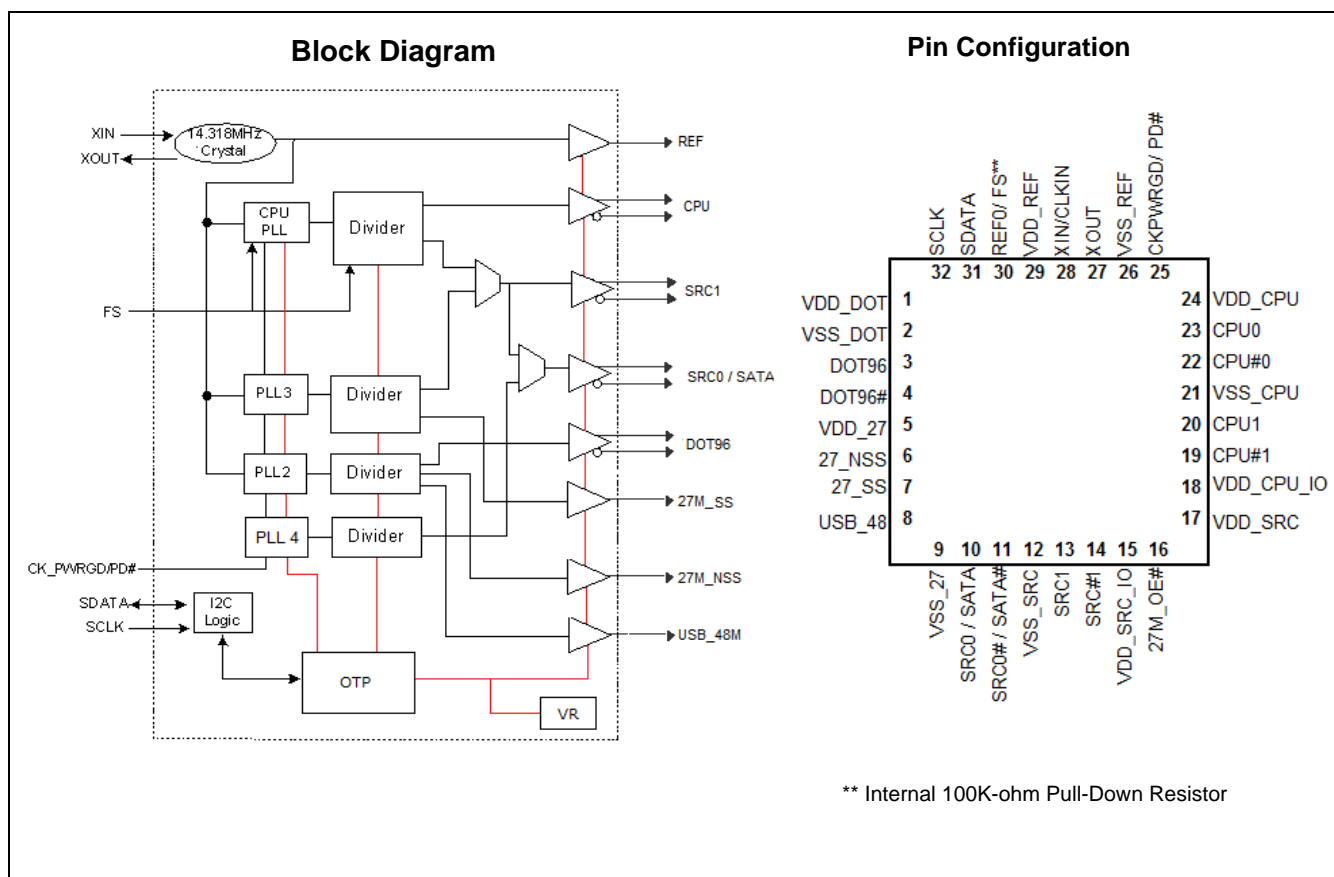 Block Diagram
Pin Configuration
XIN
XOUT
14.318MHz
Crystal
REF
CPU
PLL
Divider
CPU
SRC1
FS
SRC0 / SATA
PLL3
Divider
DOT96
PLL2
Divider
27M_SS
PLL 4
Divider
CK_PWRGD/PD#
27M_NSS
SDATA
SCLK
I2C
Logic
USB_48M
OTP
VR
SCLK
SDATA
REF0/ FS**
VDD_REF
XIN/CLKIN
XOUT
VSS_REF
CKPWRGD/ PD#
32 31 30 29 28 27 26 25
VDD_DOT 1
VSS_DOT 2
DOT96 3
DOT96# 4
VDD_27 5
27_NSS 6
27_SS 7
USB_48 8
24 VDD_CPU
23 CPU0
22 CPU#0
21 VSS_CPU
20 CPU1
19 CPU#1
18 VDD_CPU_IO
17 VDD_SRC
9 10 11 12 13 14 15 16
VSS_27
SRC0 / SATA
SRC0# / SATA#
VSS_SRC
SRC1
SRC#1
VDD_SRC_IO
27M_OE#
** Internal 100K-ohm Pull-Down Resistor